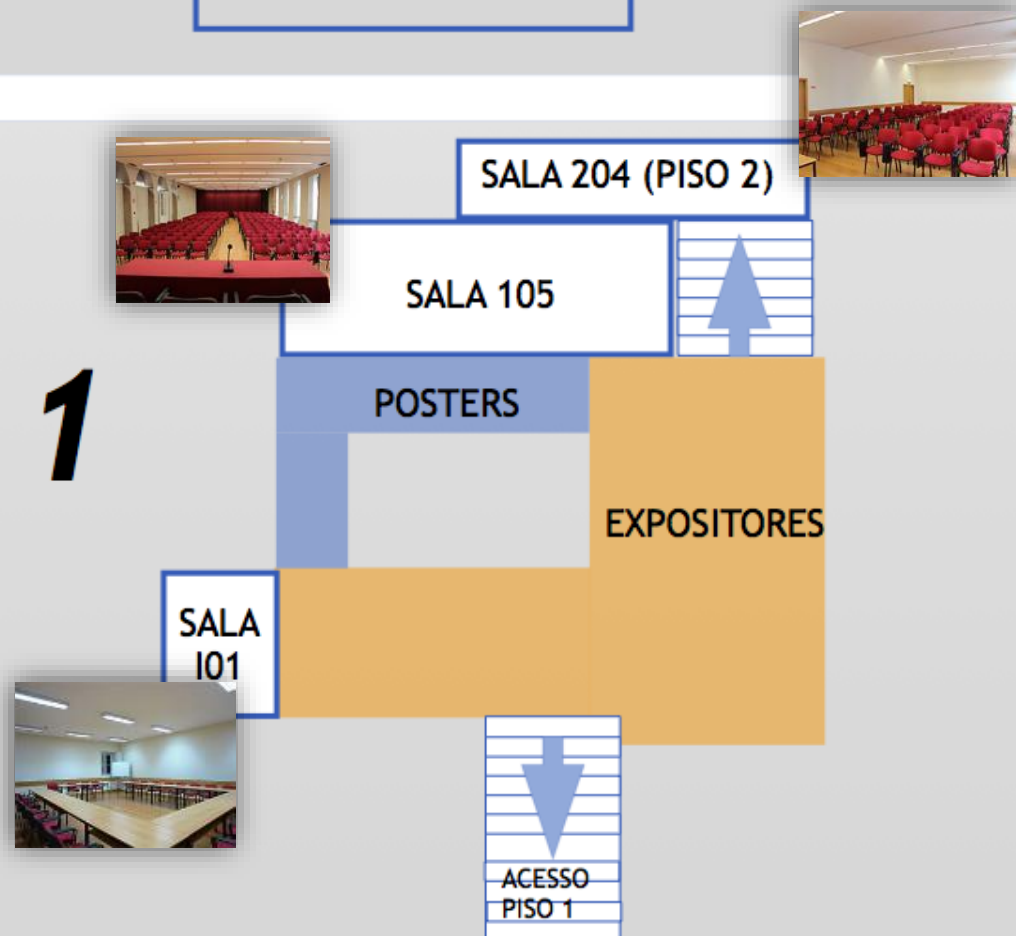 SALA 204 (PISO 2)
SALA 105
1
POSTERS
EXPOSITORES
SALA
I01
ACESSO
PISO 1